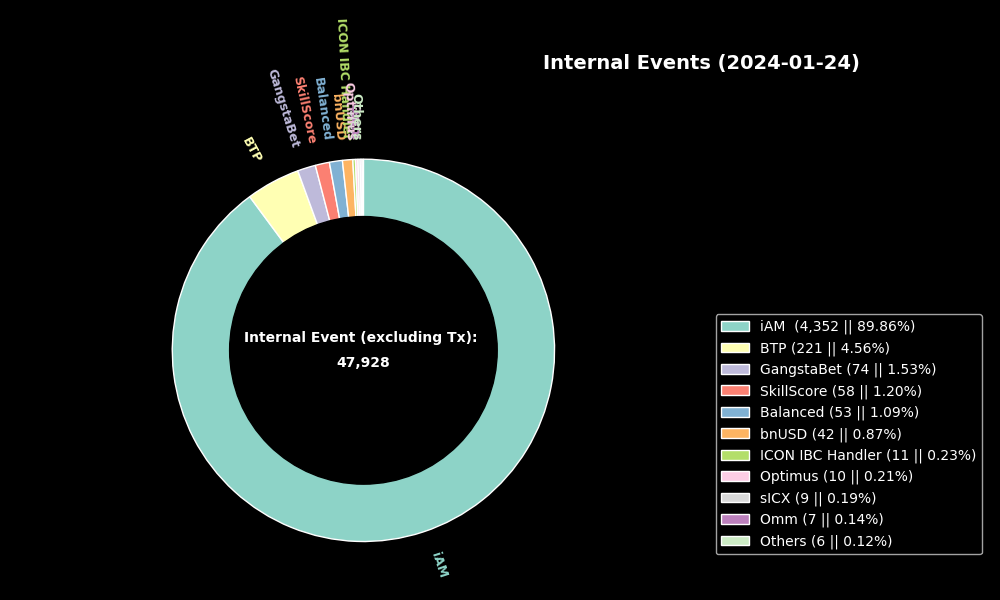 Internal Events (2024-01-24)
ICON IBC Handler
GangstaBet
SkillScore
Balanced
bnUSD
Optimus
Others
BTP
Internal Event (excluding Tx):
47,928
iAM
iAM  (4,352 || 89.86%)
BTP (221 || 4.56%)
GangstaBet (74 || 1.53%)
SkillScore (58 || 1.20%)
Balanced (53 || 1.09%)
bnUSD (42 || 0.87%)
ICON IBC Handler (11 || 0.23%)
Optimus (10 || 0.21%)
sICX (9 || 0.19%)
Omm (7 || 0.14%)
Others (6 || 0.12%)